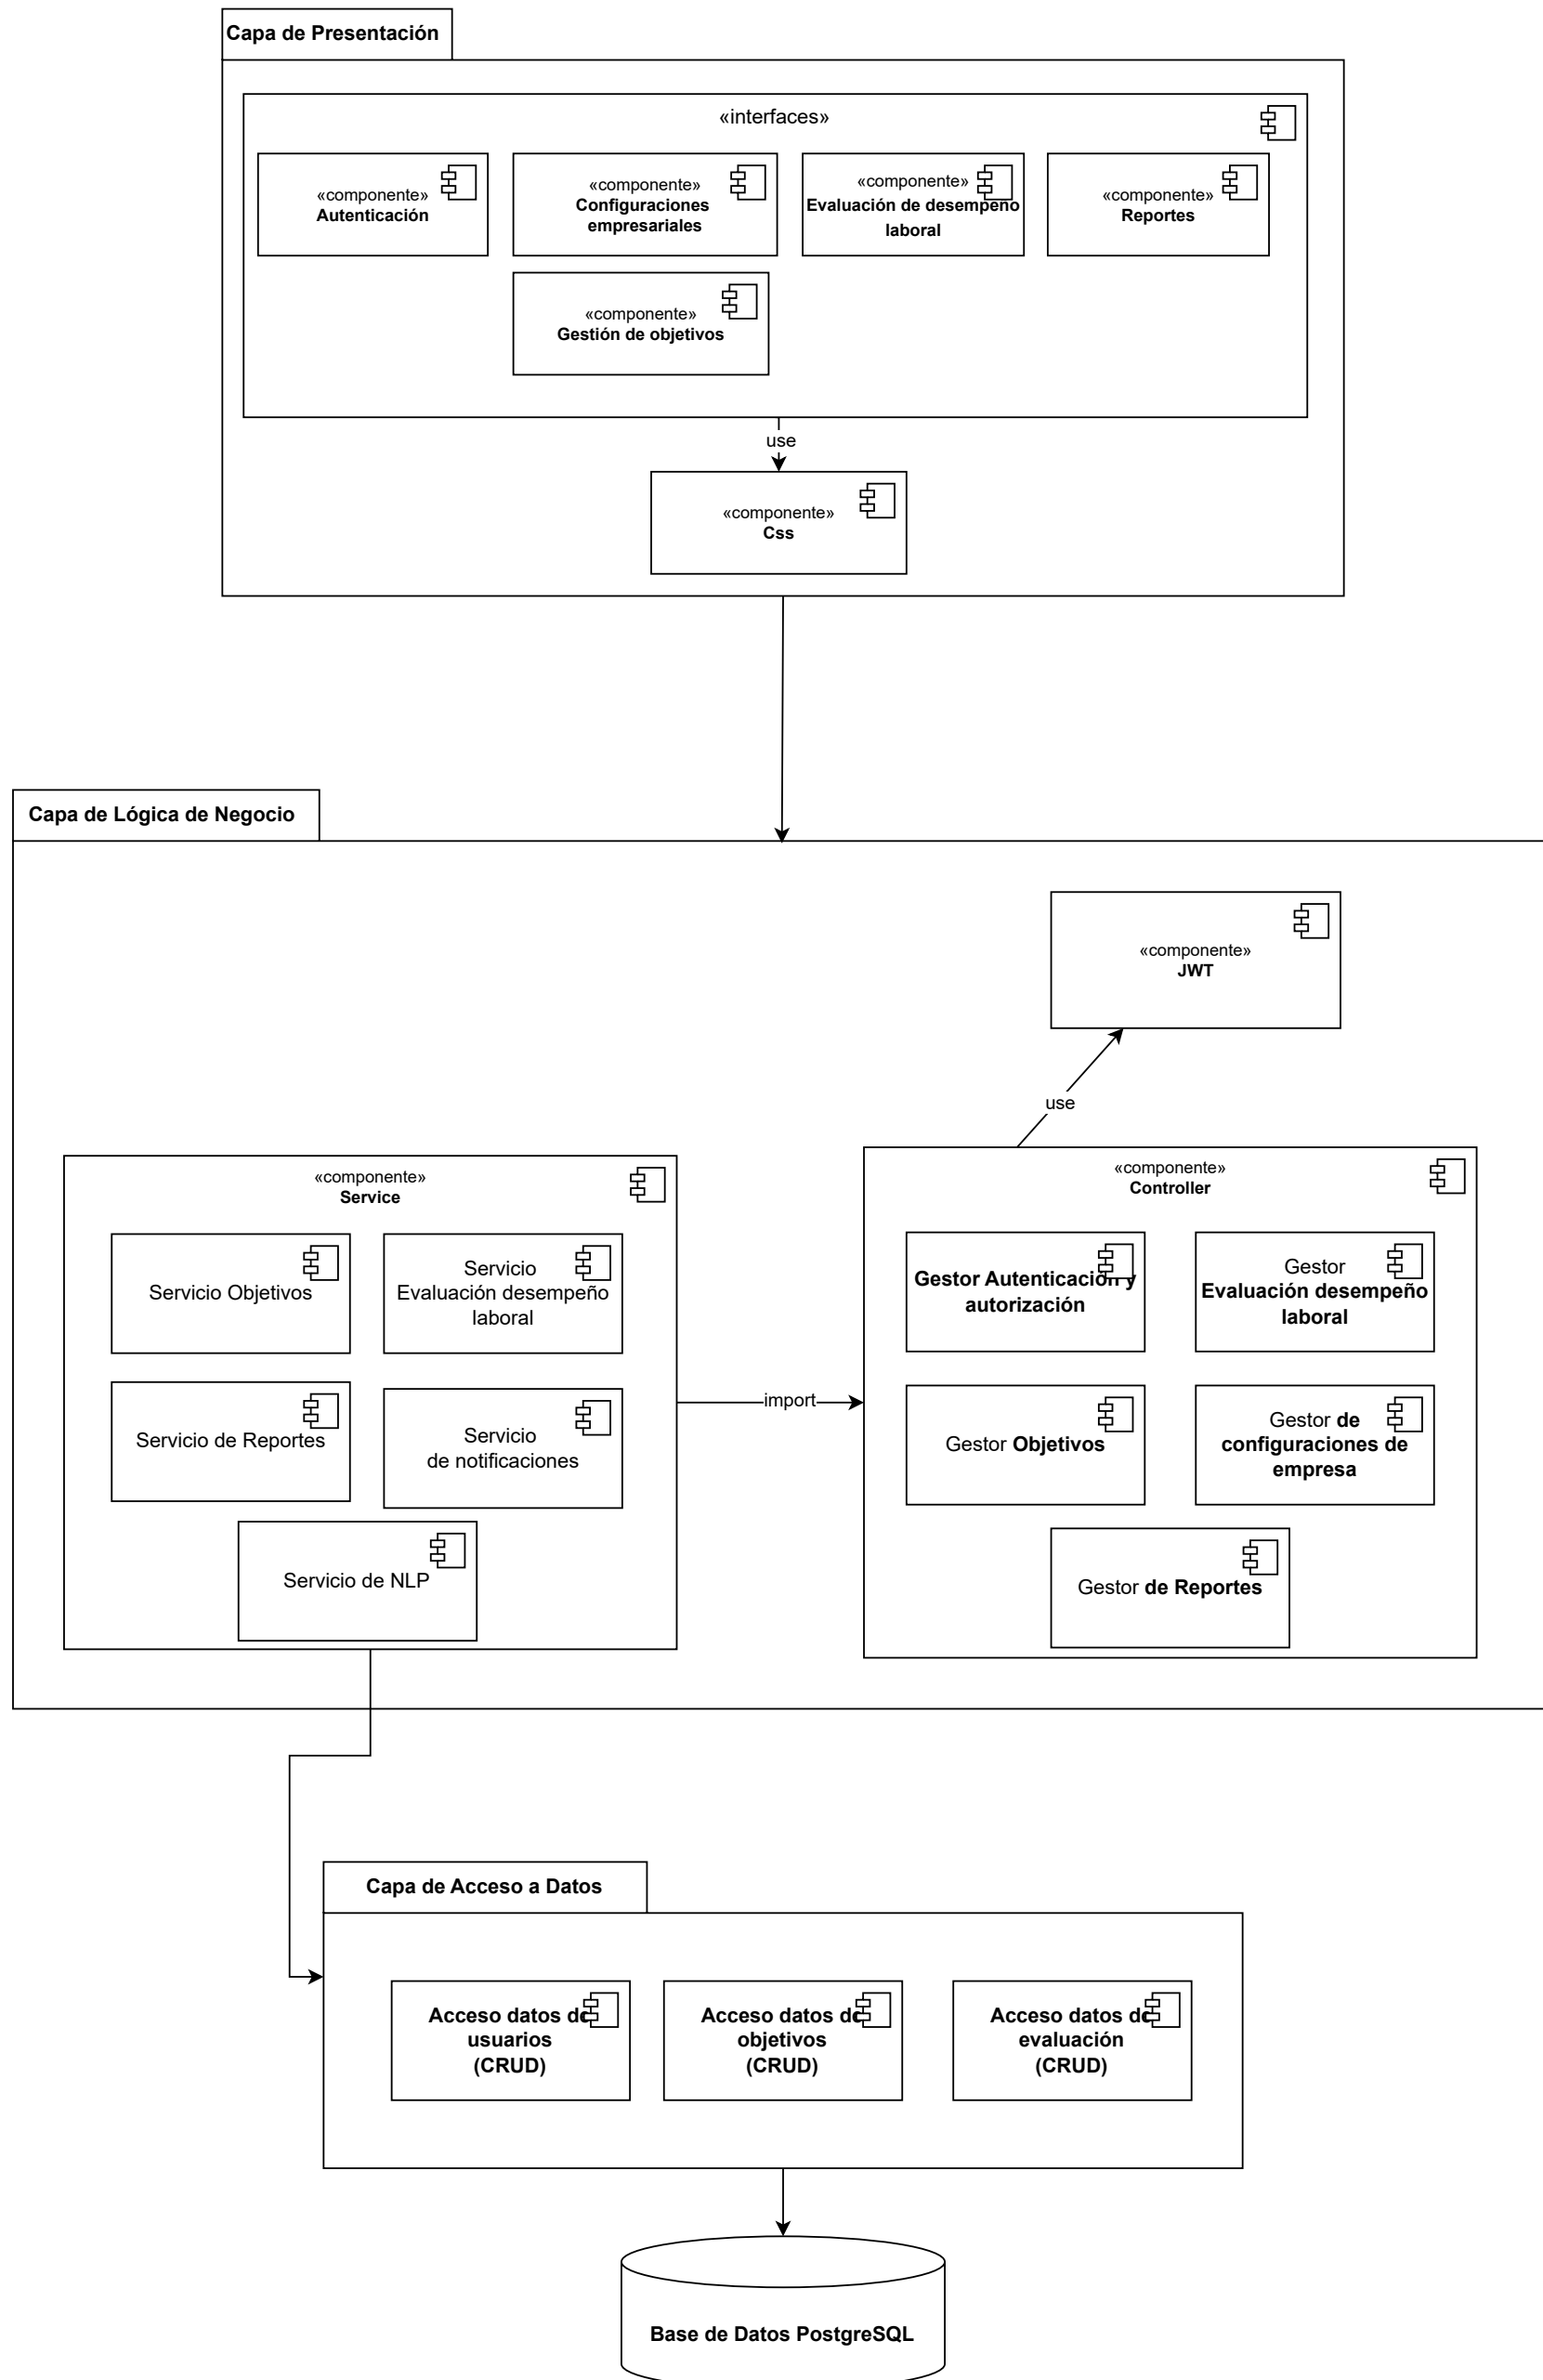 Capa de Presentación
«interfaces»
«componente»
Autenticación
«componente»
Configuraciones
empresariales
«componente»
Evaluación de desempeño
laboral
«componente»
Reportes
«componente»
Gestión de objetivos
use
«componente»
Css
Capa de Lógica de Negocio
«componente»
JWT
use
«componente»
Service
Servicio Objetivos
Servicio
Evaluación desempeño
laboral
Servicio de Reportes
Servicio
de notificaciones
Servicio de NLP
import
«componente»
Controller
Gestor Autenticación y
autorización
Gestor
Evaluación desempeño
laboral
Gestor Objetivos
Gestor de
configuraciones de
empresa
Gestor de Reportes
Capa de Acceso a Datos
Acceso datos de
usuarios
(CRUD)
Acceso datos de
objetivos
(CRUD)
Acceso datos de
evaluación
(CRUD)
Base de Datos PostgreSQL